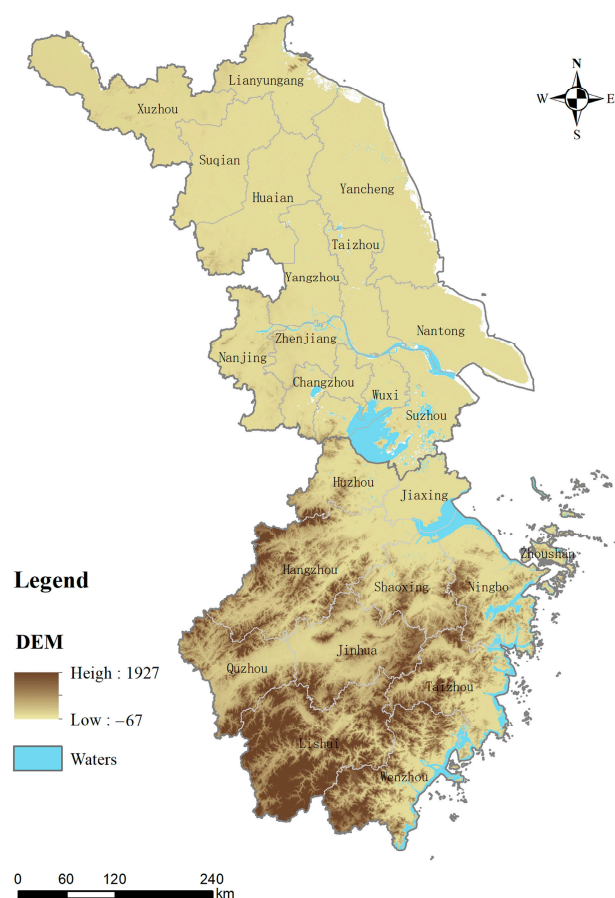 Lianyungang
N
Xuzhou
W
E
S
Suqian
Yancheng
Huaian
Taizhou
Yangzhou
Nantong
Zhenjiang
Nanjing
Changzhou
Wuxi
Suzhou
Huzhou
Jiaxing
Zhoushan
Hangzhou
Shaoxing
Ningbo
Jinhua
Quzhou
Taizhou
Lishui
Wenzhou
Legend
DEM
Heigh : 1927
Low : −67
Waters
0 60 120 240
km